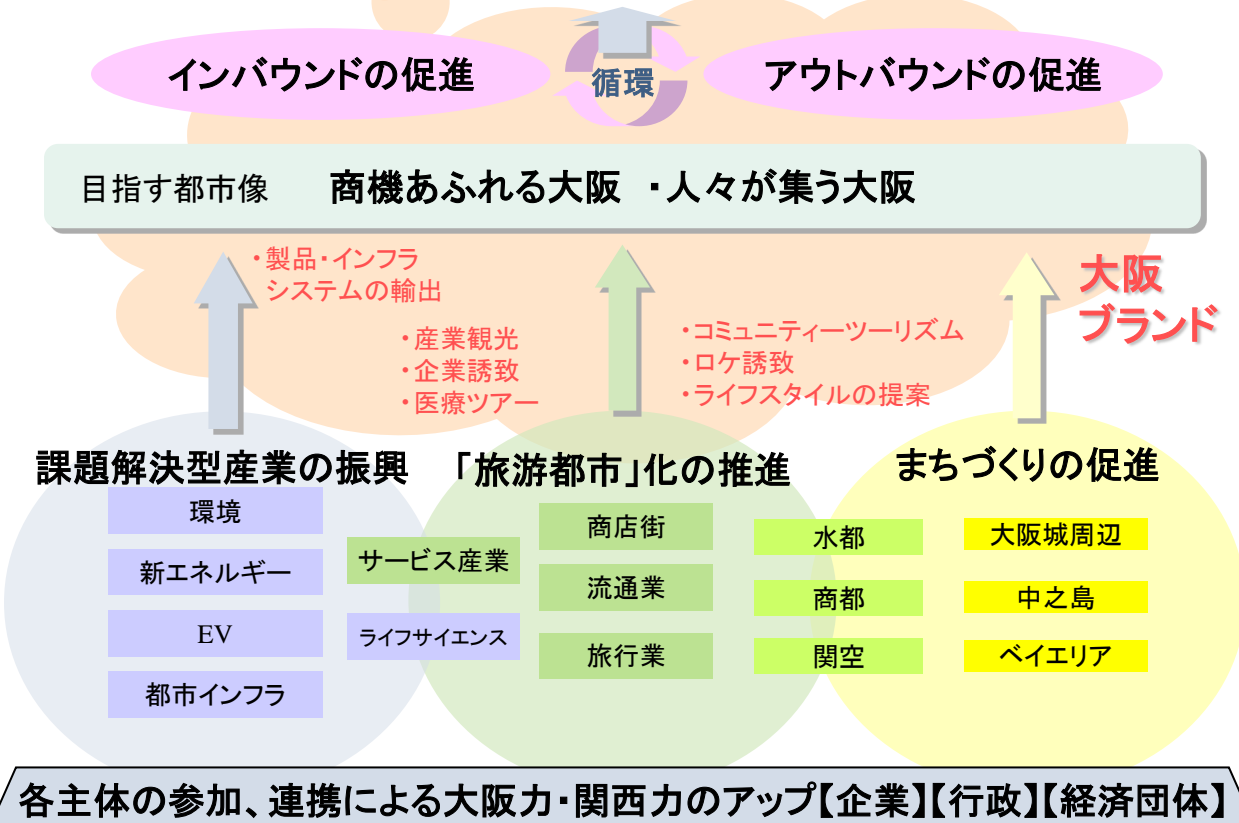 インバウンドの促進
循環
アウトバウンドの促進
目指す都市像 商機あふれる大阪 ・人々が集う大阪
・製品・インフラ
システムの輸出
・産業観光
・企業誘致
・医療ツアー
・コミュニティーツーリズム
・ロケ誘致
・ライフスタイルの提案
大阪
ブランド
課題解決型産業の振興
環境
新エネルギー
EV
都市インフラ
サービス産業
ライフサイエンス
「旅游都市」化の推進
商店街
流通業
旅行業
水都
商都
関空
まちづくりの促進
大阪城周辺
中之島
ベイエリア
各主体の参加、連携による大阪力・関西力のアップ【企業】【行政】【経済団体】